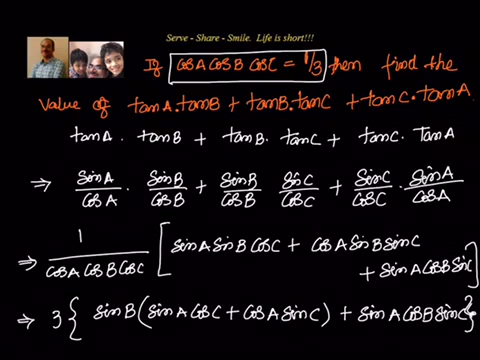 Serve - Share - Smile. Life is short!!!
If cosA cosB cosC = 1/3 then find the
value of tanA.tanB + tanB.tanC + tanC.tanA
tanA. tanB + tanB. tanC + tanC. TanA
⇒ SinA/cosA . SinB/cosB + SinB/cosB SinC/cosC + SinC/cosC . SinA/cosA
⇒ 1/(cosA cosB cosC) [ sinA sinB cosC + cosA sinB sinC
+ sinA cosB sinC ]
⇒ 3 { sinB ( sinA cosC + cosA sinC ) + sinA cosB sinC }